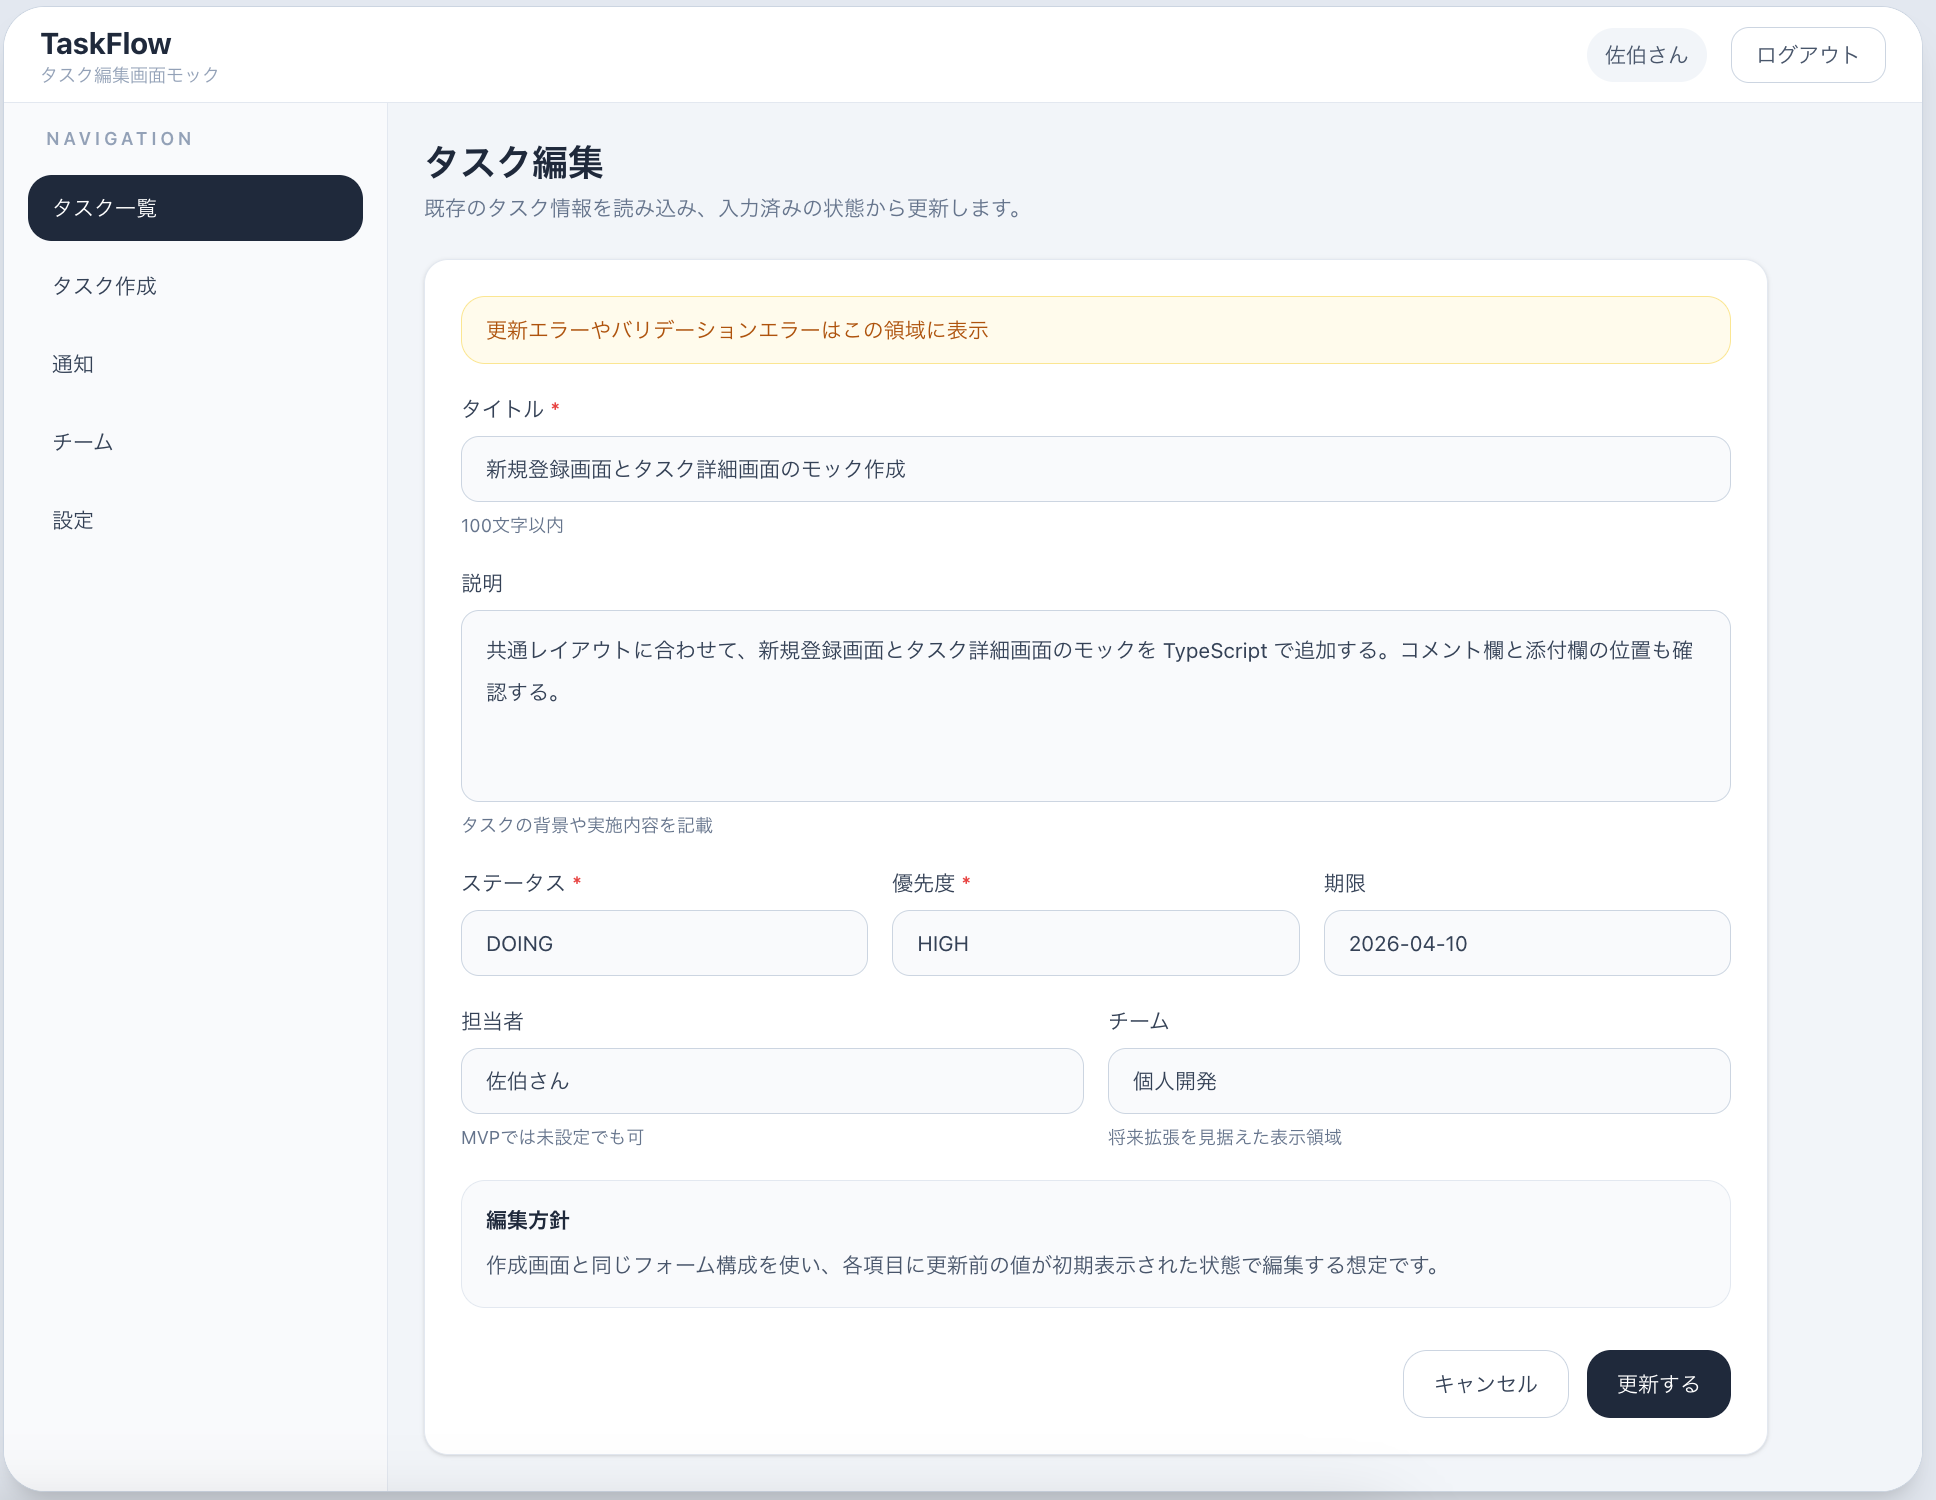 TaskFlow
タスク編集画面モック
佐伯さん
ログアウト
NAVIGATION
タスク一覧
タスク作成
通知
チーム
設定
タスク編集
既存のタスク情報を読み込み、入力済みの状態から更新します。
更新エラーやバリデーションエラーはこの領域に表示
タイトル *
新規登録画面とタスク詳細画面のモック作成
100文字以内
説明
共通レイアウトに合わせて、新規登録画面とタスク詳細画面のモックを TypeScript で追加する。コメント欄と添付欄の位置も確
認する。
タスクの背景や実施内容を記載
ステータス *
優先度 *
期限
DOING
HIGH
2026-04-10
担当者
チーム
佐伯さん
個人開発
MVPでは未設定でも可
将来拡張を見据えた表示領域
編集方針
作成画面と同じフォーム構成を使い、各項目に更新前の値が初期表示された状態で編集する想定です。
キャンセル
更新する